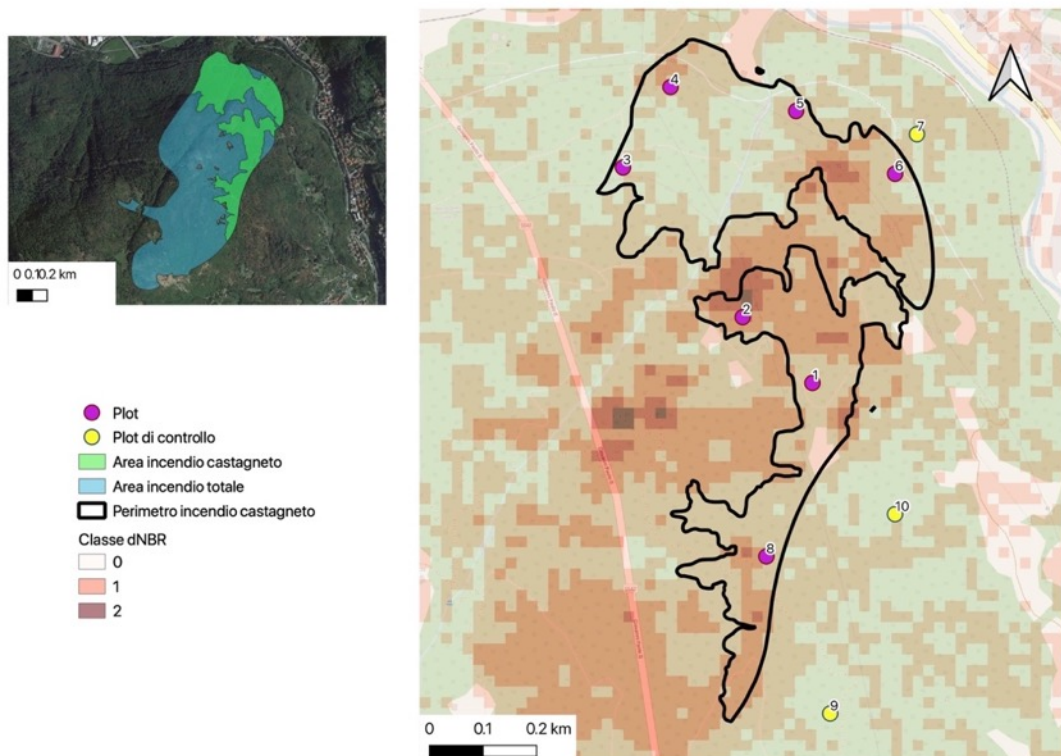 0 0.10.2 km
Plot
Plot di controllo
Area incendio castagneto
Area incendio totale
Perimetro incendio castagneto
Classe dNBR
0
1
2
4
5
7
3
6
2
1
10
8
9
0 0.1 0.2 km